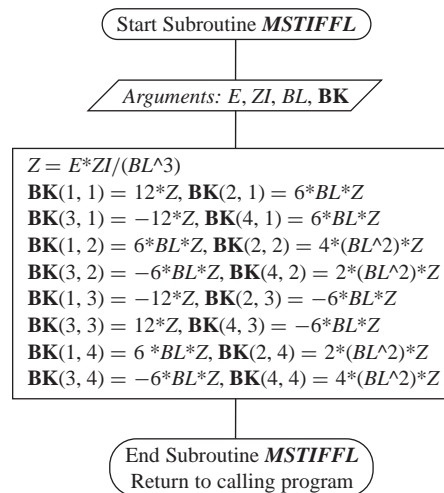 Start Subroutine MSTIFFL
Arguments: E, ZI, BL, BK
Z = E*ZI/(BL^3)
BK(1, 1) = 12*Z, BK(2, 1) = 6*BL*Z
BK(3, 1) = −12*Z, BK(4, 1) = 6*BL*Z
BK(1, 2) = 6*BL*Z, BK(2, 2) = 4*(BL^2)*Z
BK(3, 2) = −6*BL*Z, BK(4, 2) = 2*(BL^2)*Z
BK(1, 3) = −12*Z, BK(2, 3) = −6*BL*Z
BK(3, 3) = 12*Z, BK(4, 3) = −6*BL*Z
BK(1, 4) = 6 *BL*Z, BK(2, 4) = 2*(BL^2)*Z
BK(3, 4) = −6*BL*Z, BK(4, 4) = 4*(BL^2)*Z
End Subroutine MSTIFFL
Return to calling program